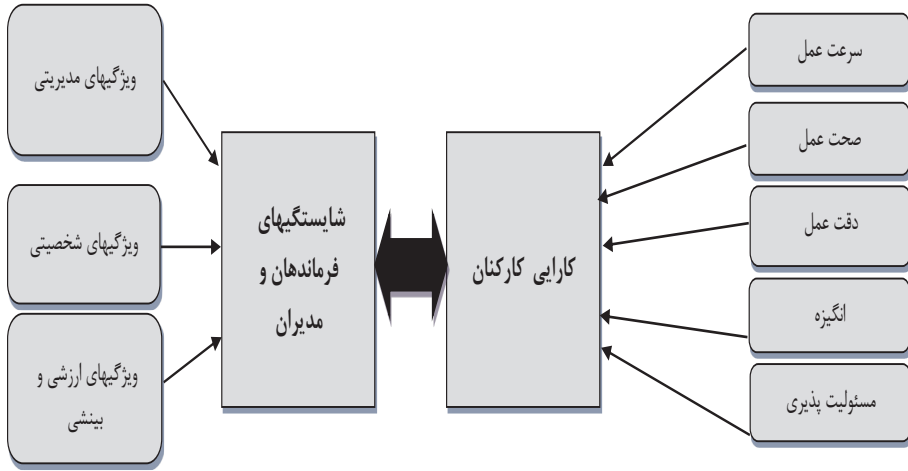 سرعت عمل
صحت عمل
دقت عمل
انگیزه
مسئولیت پذیری
کارایی کارکنان
شایستگیهای
فرماندهان و
مدیران
ویژگیهای مدیریتی
ویژگیهای شخصیتی
ویژگیهای ارزشی و
بینشی